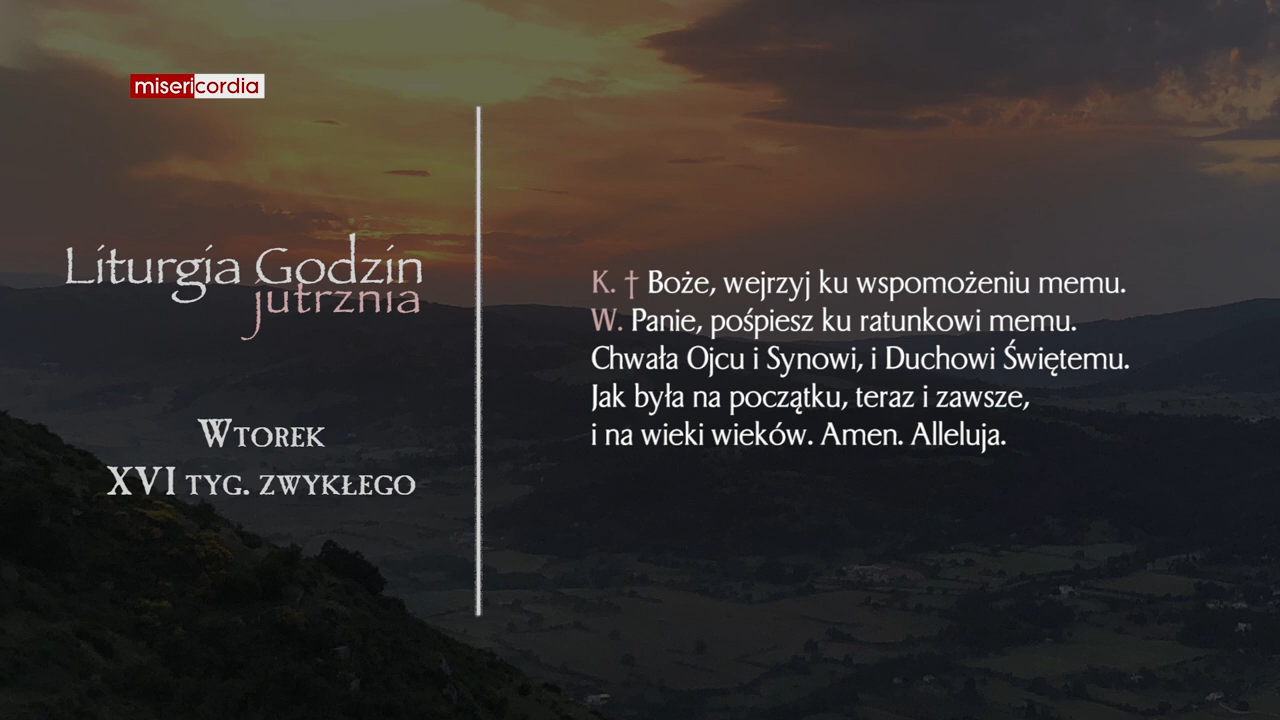 misericordia
Liturgia Godzin
jutrznia
Wtorek
XVI tyg. zwykłego
K. † Boże, wejrzyj ku wspomożeniu memu.
W. Panie, pośpiesz ku ratunkowi memu.
Chwała Ojcu i Synowi, i Duchowi Świętemu.
Jak była na początku, teraz i zawsze,
i na wieki wieków. Amen. Alleluja.